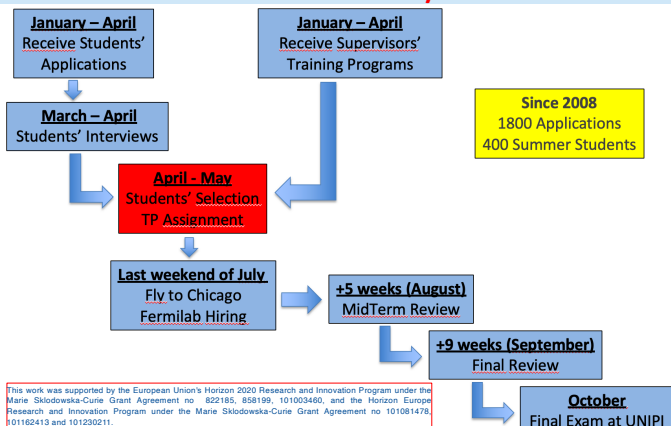 January – April
Receive Students'
Applications
January – April
Receive Supervisors'
Training Programs
March – April
Students' Interviews
Since 2008
1800 Applications
400 Summer Students
April - May
Students' Selection
TP Assignment
Last weekend of July
Fly to Chicago
Fermilab Hiring
+5 weeks (August)
MidTerm Review
+9 weeks (September)
Final Review
October
Final Exam at UNIPI
This work was supported by the European Union's Horizon 2020 Research and Innovation Program under the
Marie Sklodowska-Curie Grant Agreement no 822185, 858199, 101003460, and the Horizon Europe
Research and Innovation Program under the Marie Sklodowska-Curie Grant Agreement no 101081478,
101162413 and 101230211.